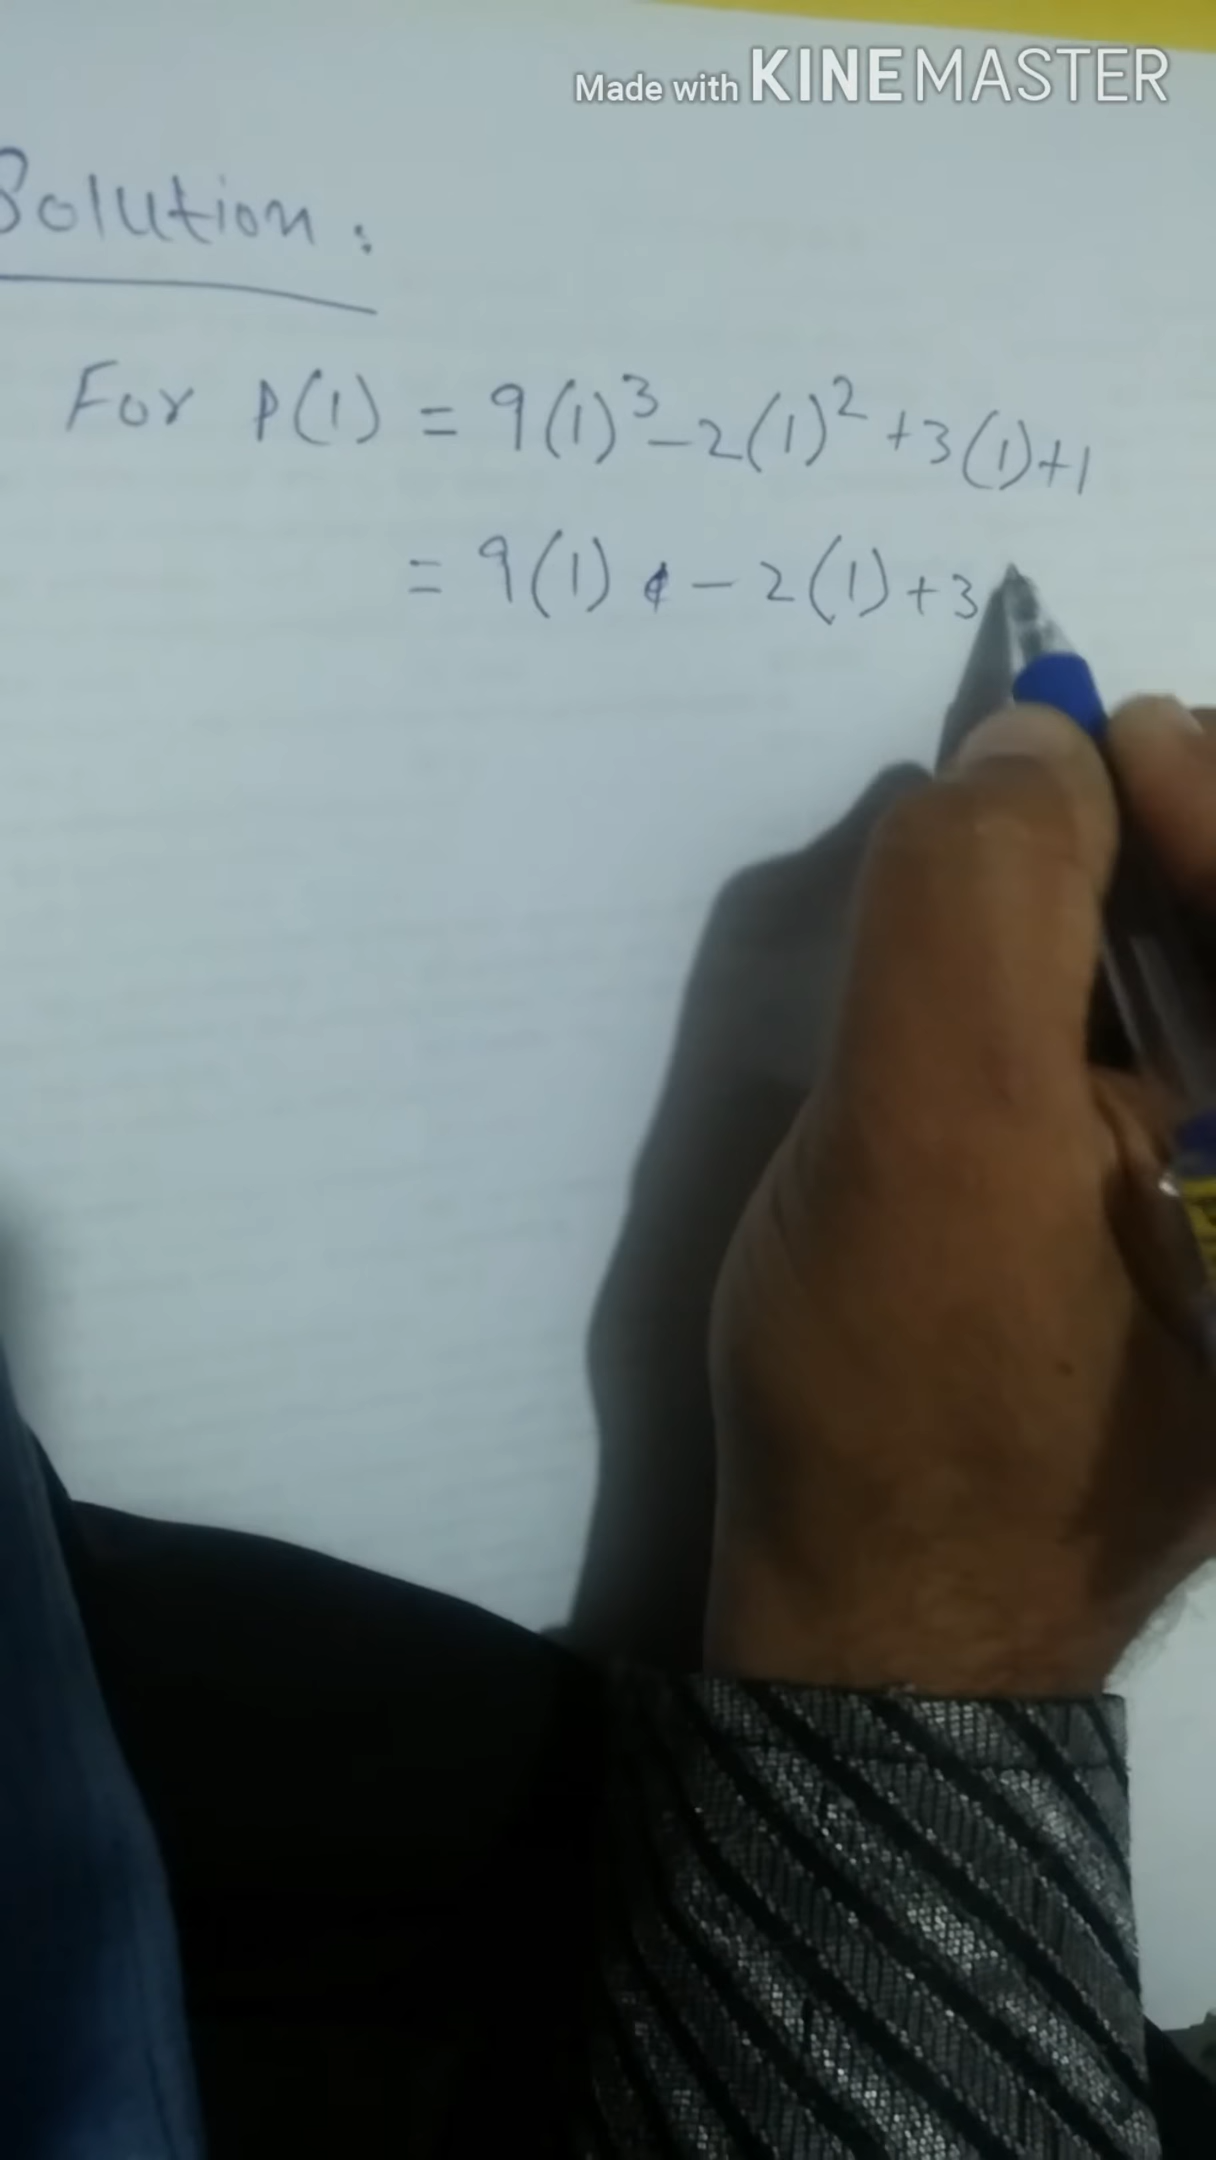 Made with KINEMASTER
Solution:
For P(1) = 9(1)³-2(1)²+3(1)+1
= 9(1) - 2(1)+3